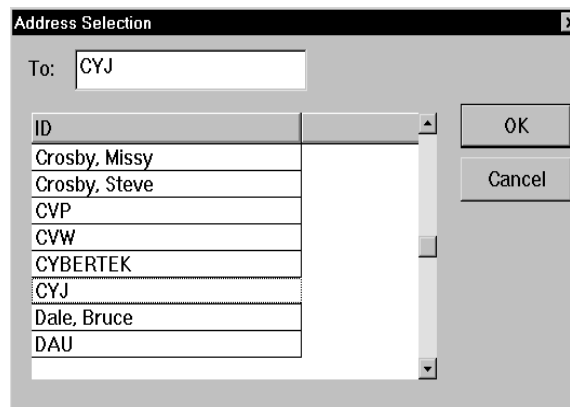 Address Selection
To: CYJ
ID
OK
Crosby, Missy
Crosby, Steve
Cancel
CVP
CVW
CYBERTEK
CYJ
Dale, Bruce
DAU